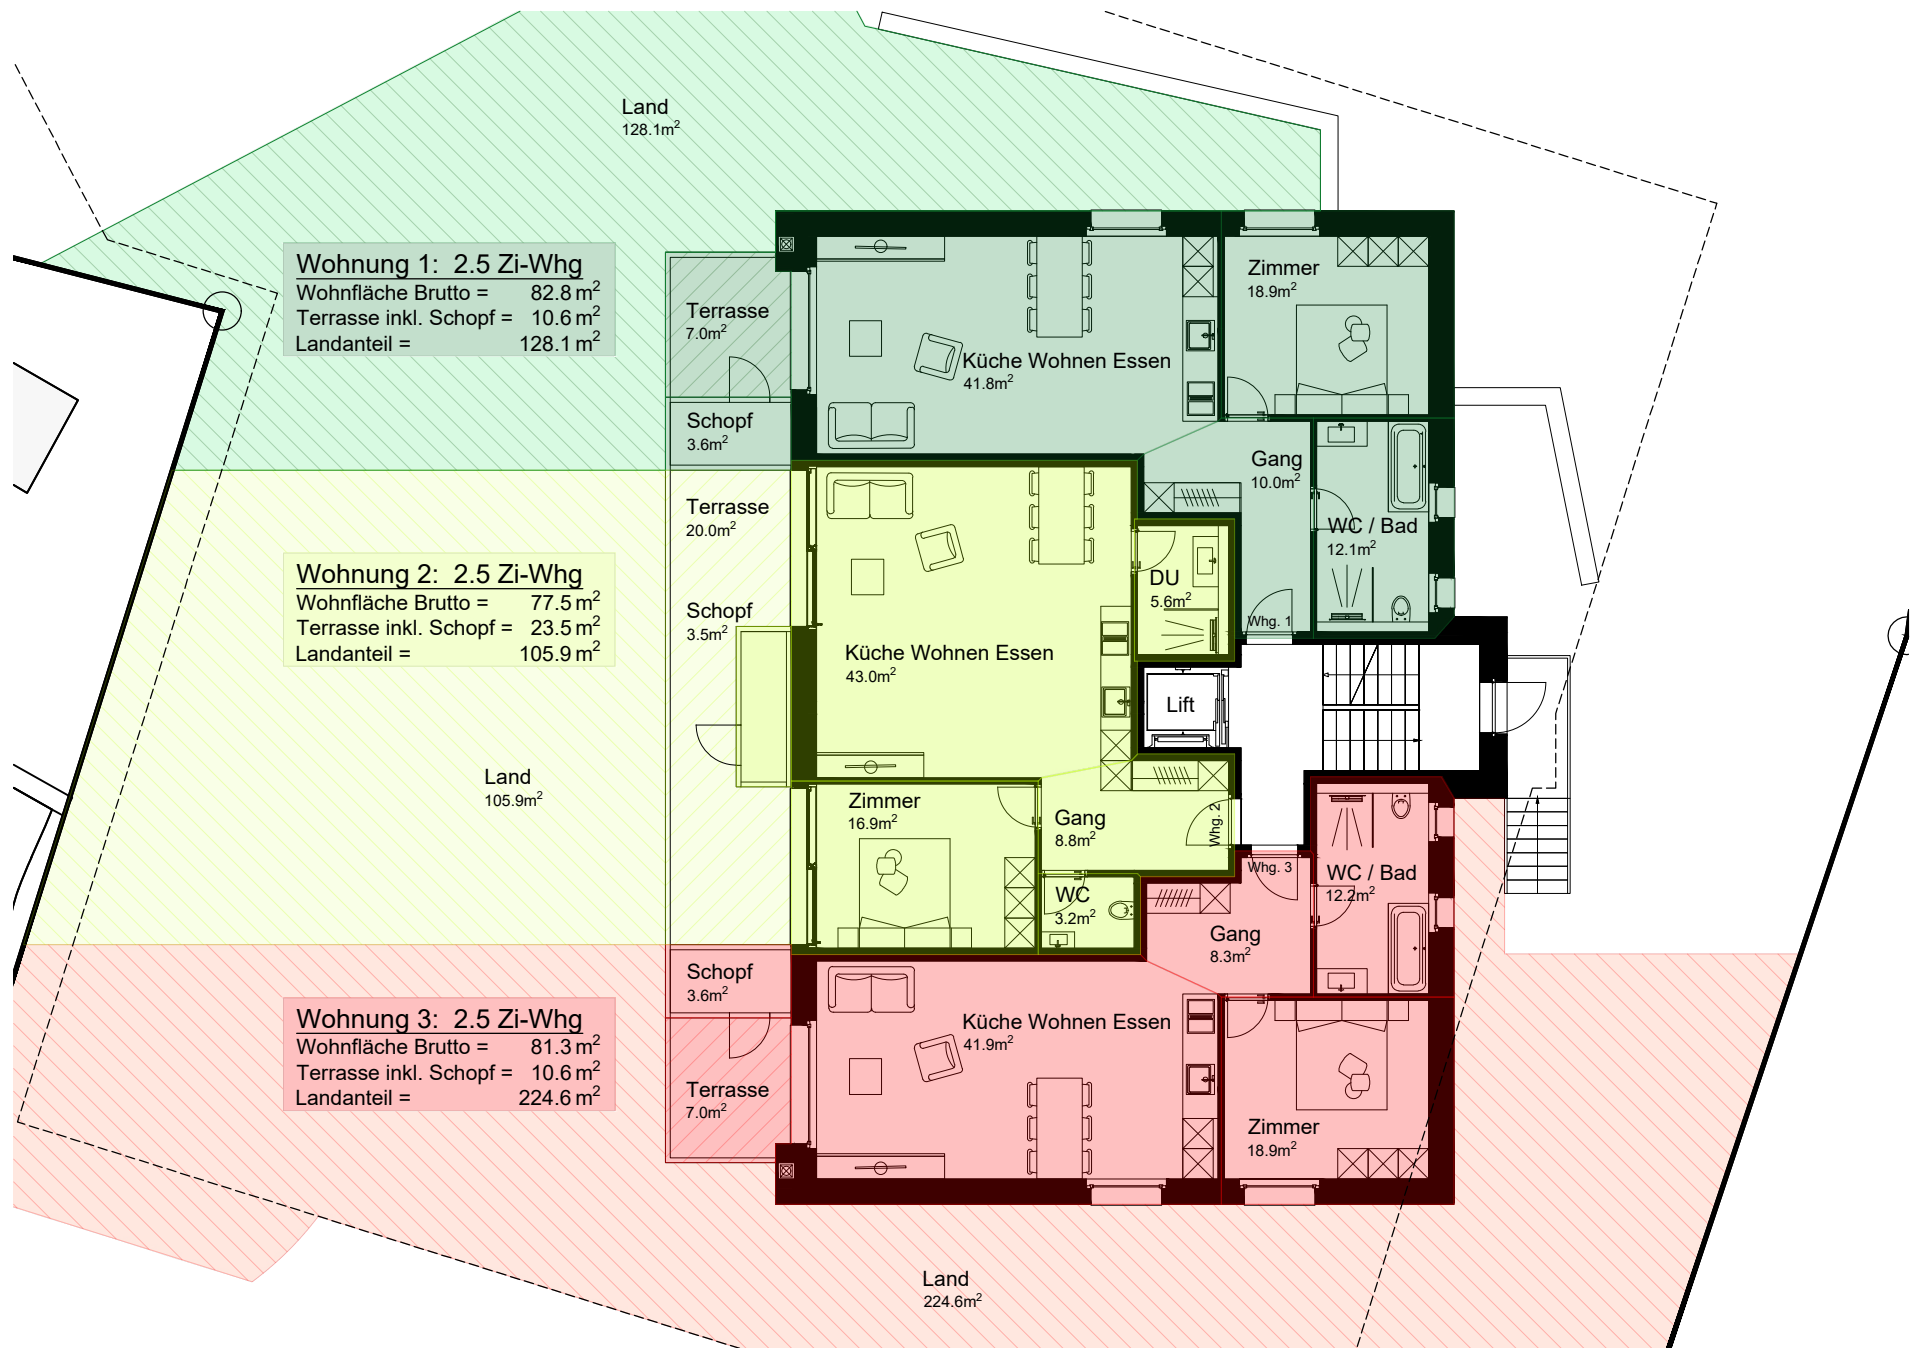 Land
128.1m²
Wohnung 1: 2.5 Zi-Whg
Wohnfläche Brutto = 82.8 m²
Terrasse inkl. Schopf = 10.6 m²
Landanteil = 128.1 m²
Terrasse
7.0m²
Schopf
3.6m²
Küche Wohnen Essen
41.8m²
Zimmer
18.9m²
Gang
10.0m²
WC / Bad
12.1m²
Whg. 1
Terrasse
20.0m²
Wohnung 2: 2.5 Zi-Whg
Wohnfläche Brutto = 77.5 m²
Terrasse inkl. Schopf = 23.5 m²
Landanteil = 105.9 m²
Schopf
3.5m²
DU
5.6m²
Küche Wohnen Essen
43.0m²
Lift
Land
105.9m²
Zimmer
16.9m²
Gang
8.8m²
Whg. 2
WC
3.2m²
Whg. 3
WC / Bad
12.2m²
Gang
8.3m²
Schopf
3.6m²
Wohnung 3: 2.5 Zi-Whg
Wohnfläche Brutto = 81.3 m²
Terrasse inkl. Schopf = 10.6 m²
Landanteil = 224.6 m²
Küche Wohnen Essen
41.9m²
Terrasse
7.0m²
Zimmer
18.9m²
Land
224.6m²